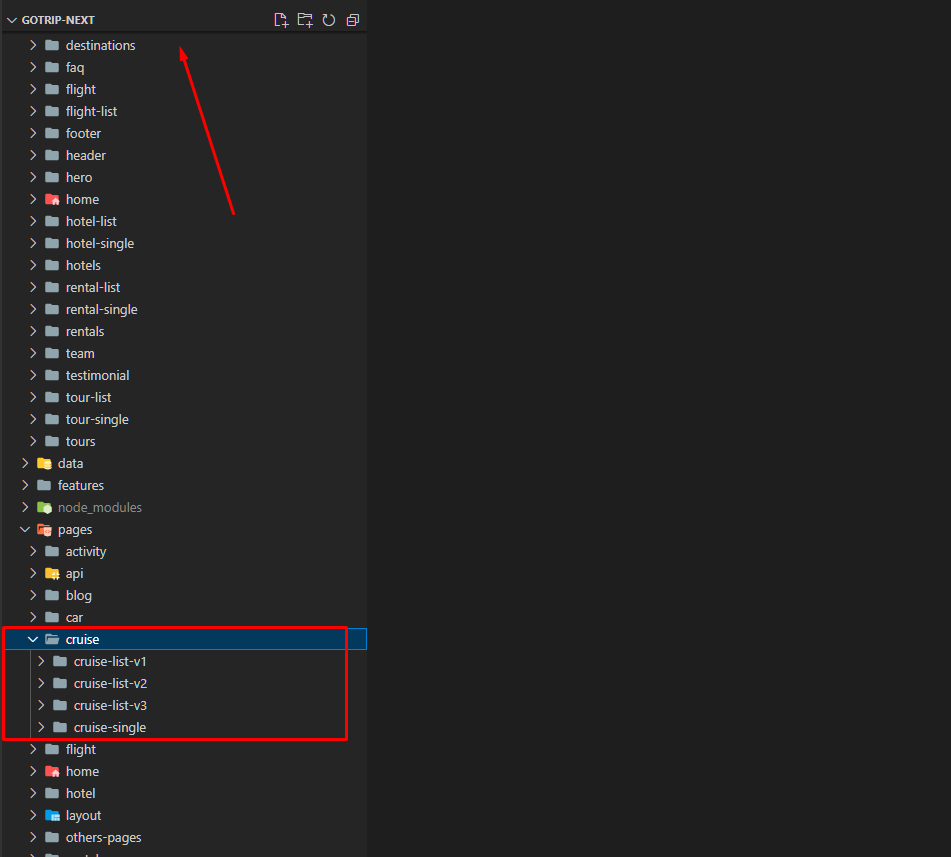 GOTRIP-NEXT
destinations
faq
flight
flight-list
footer
header
hero
home
hotel-list
hotel-single
hotels
rental-list
rental-single
rentals
team
testimonial
tour-list
tour-single
tours
data
features
node_modules
pages
activity
api
blog
car
cruise
cruise-list-v1
cruise-list-v2
cruise-list-v3
cruise-single
flight
home
hotel
layout
others-pages